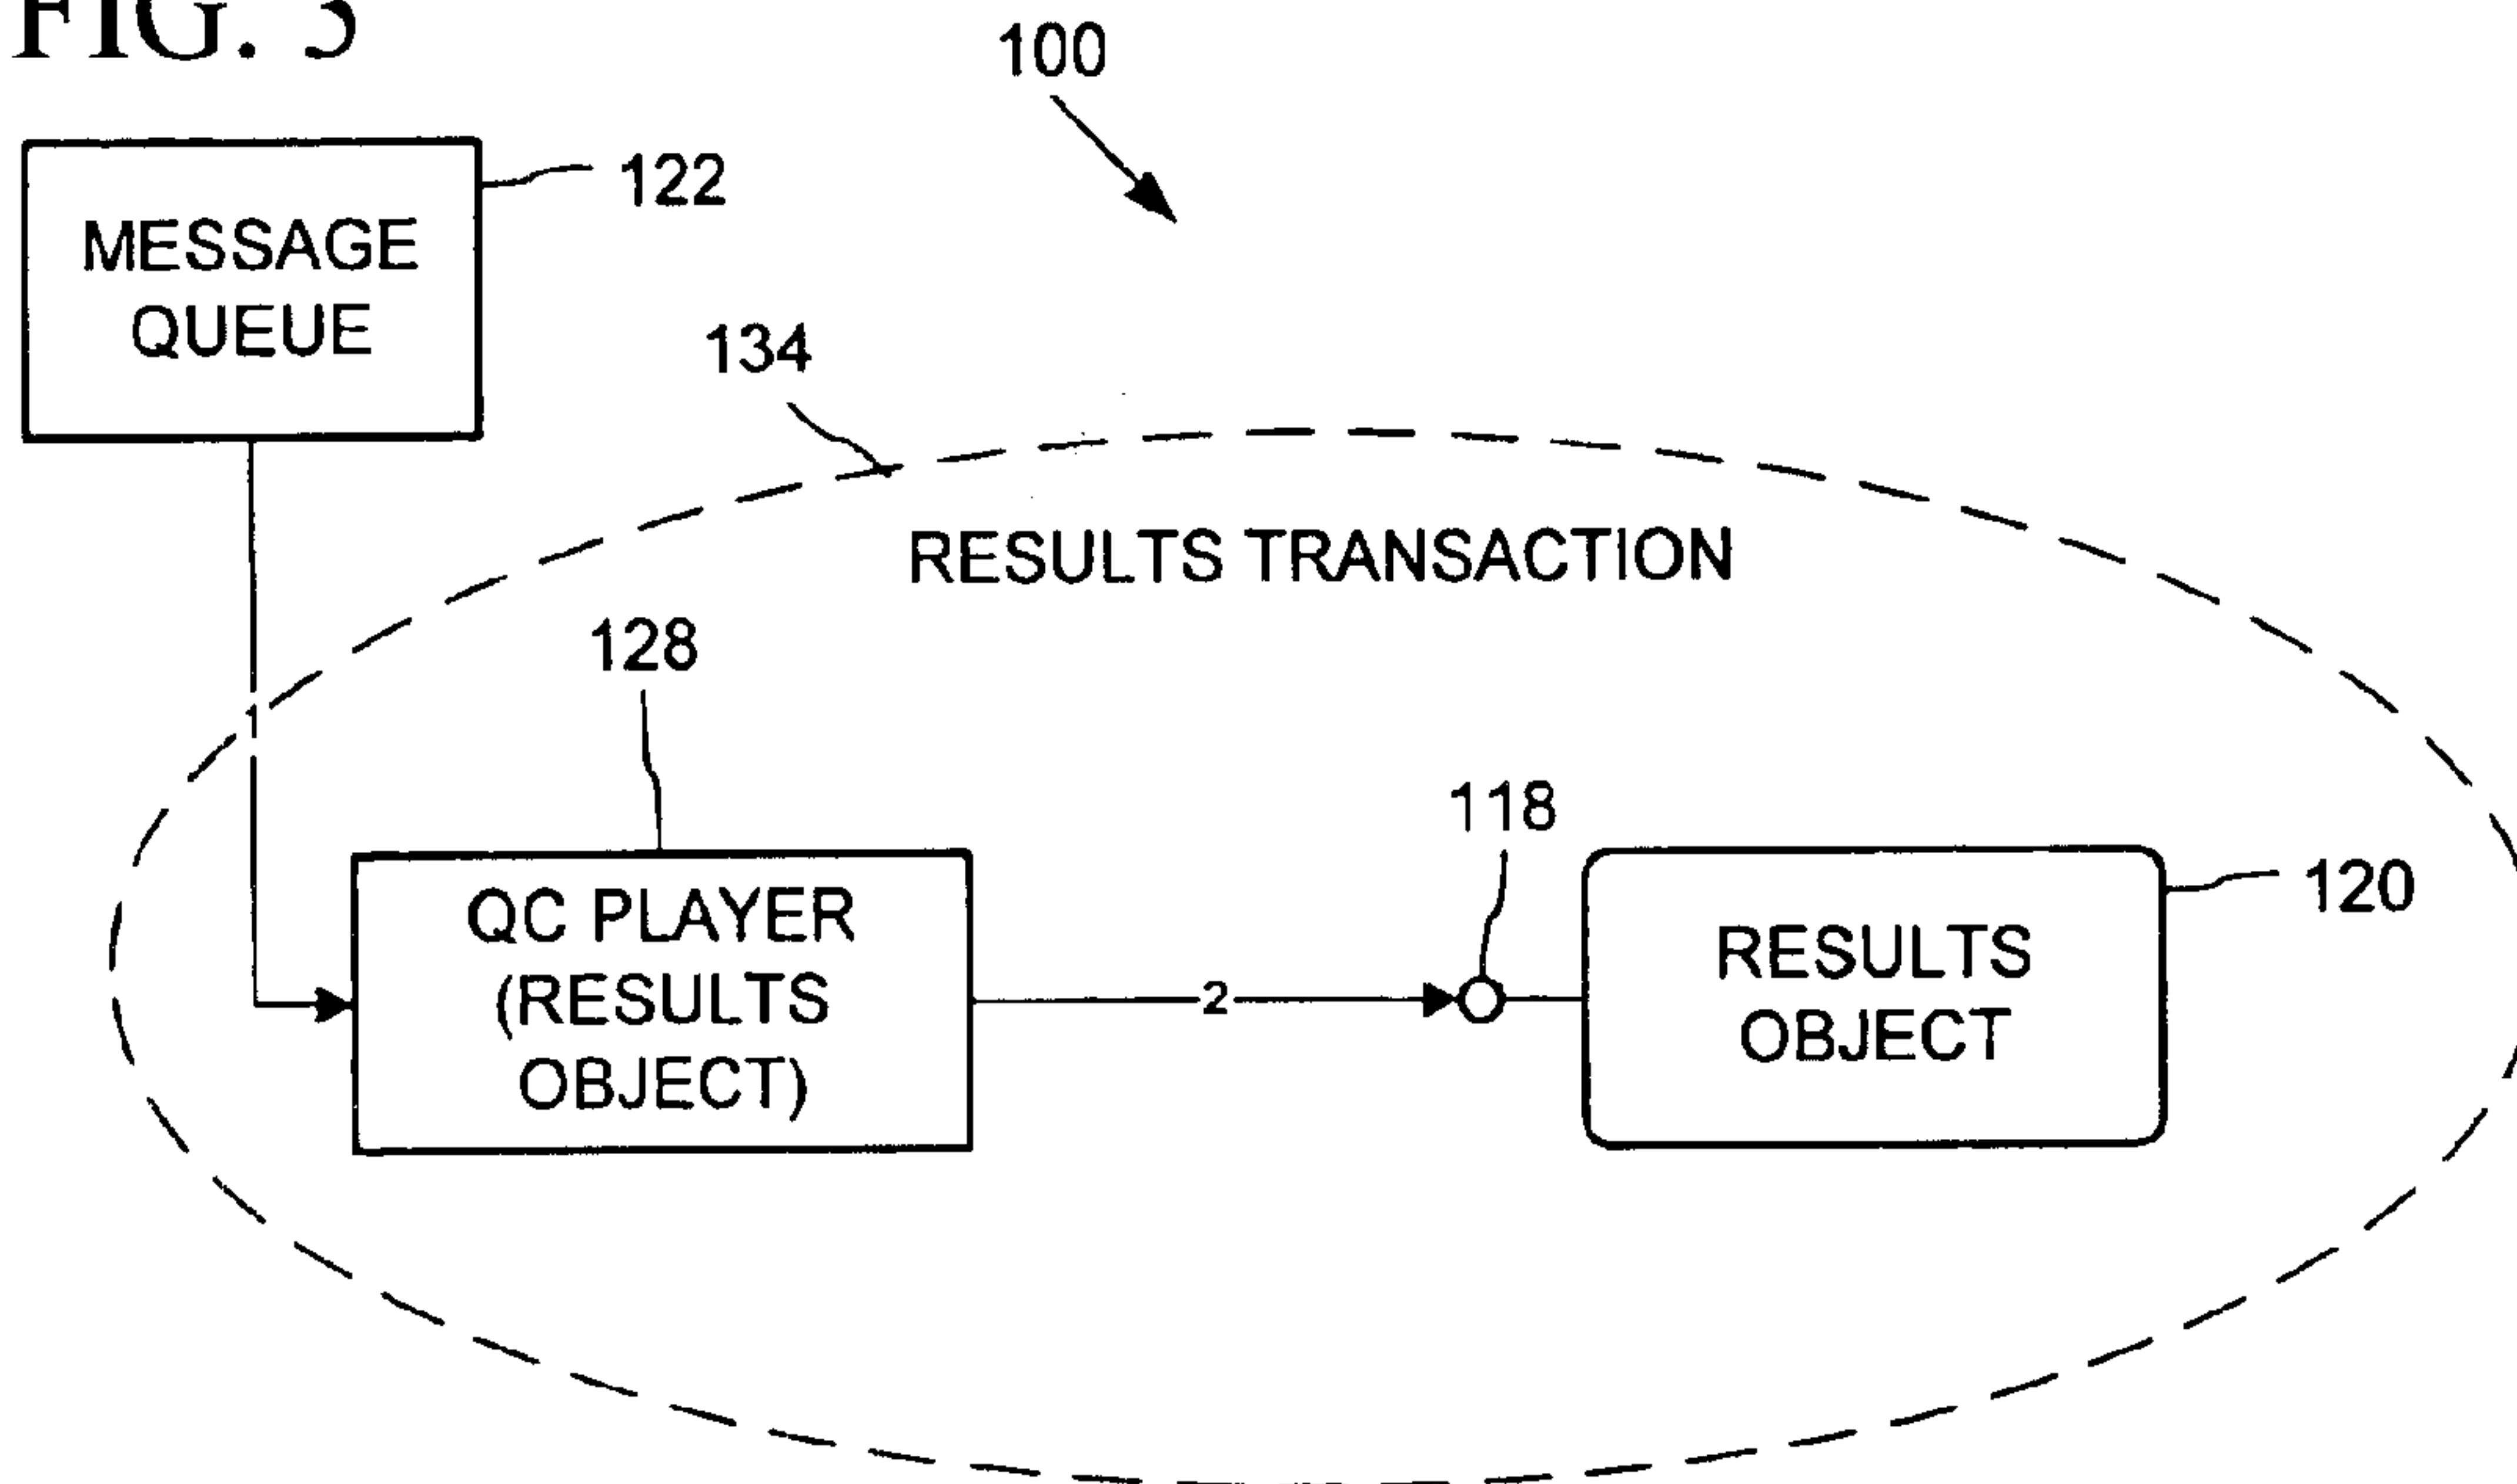 FIG. 3
100
122
MESSAGE
QUEUE
134
RESULTS TRANSACTION
128
1
118
120
QC PLAYER
(RESULTS
OBJECT)
2
RESULTS
OBJECT